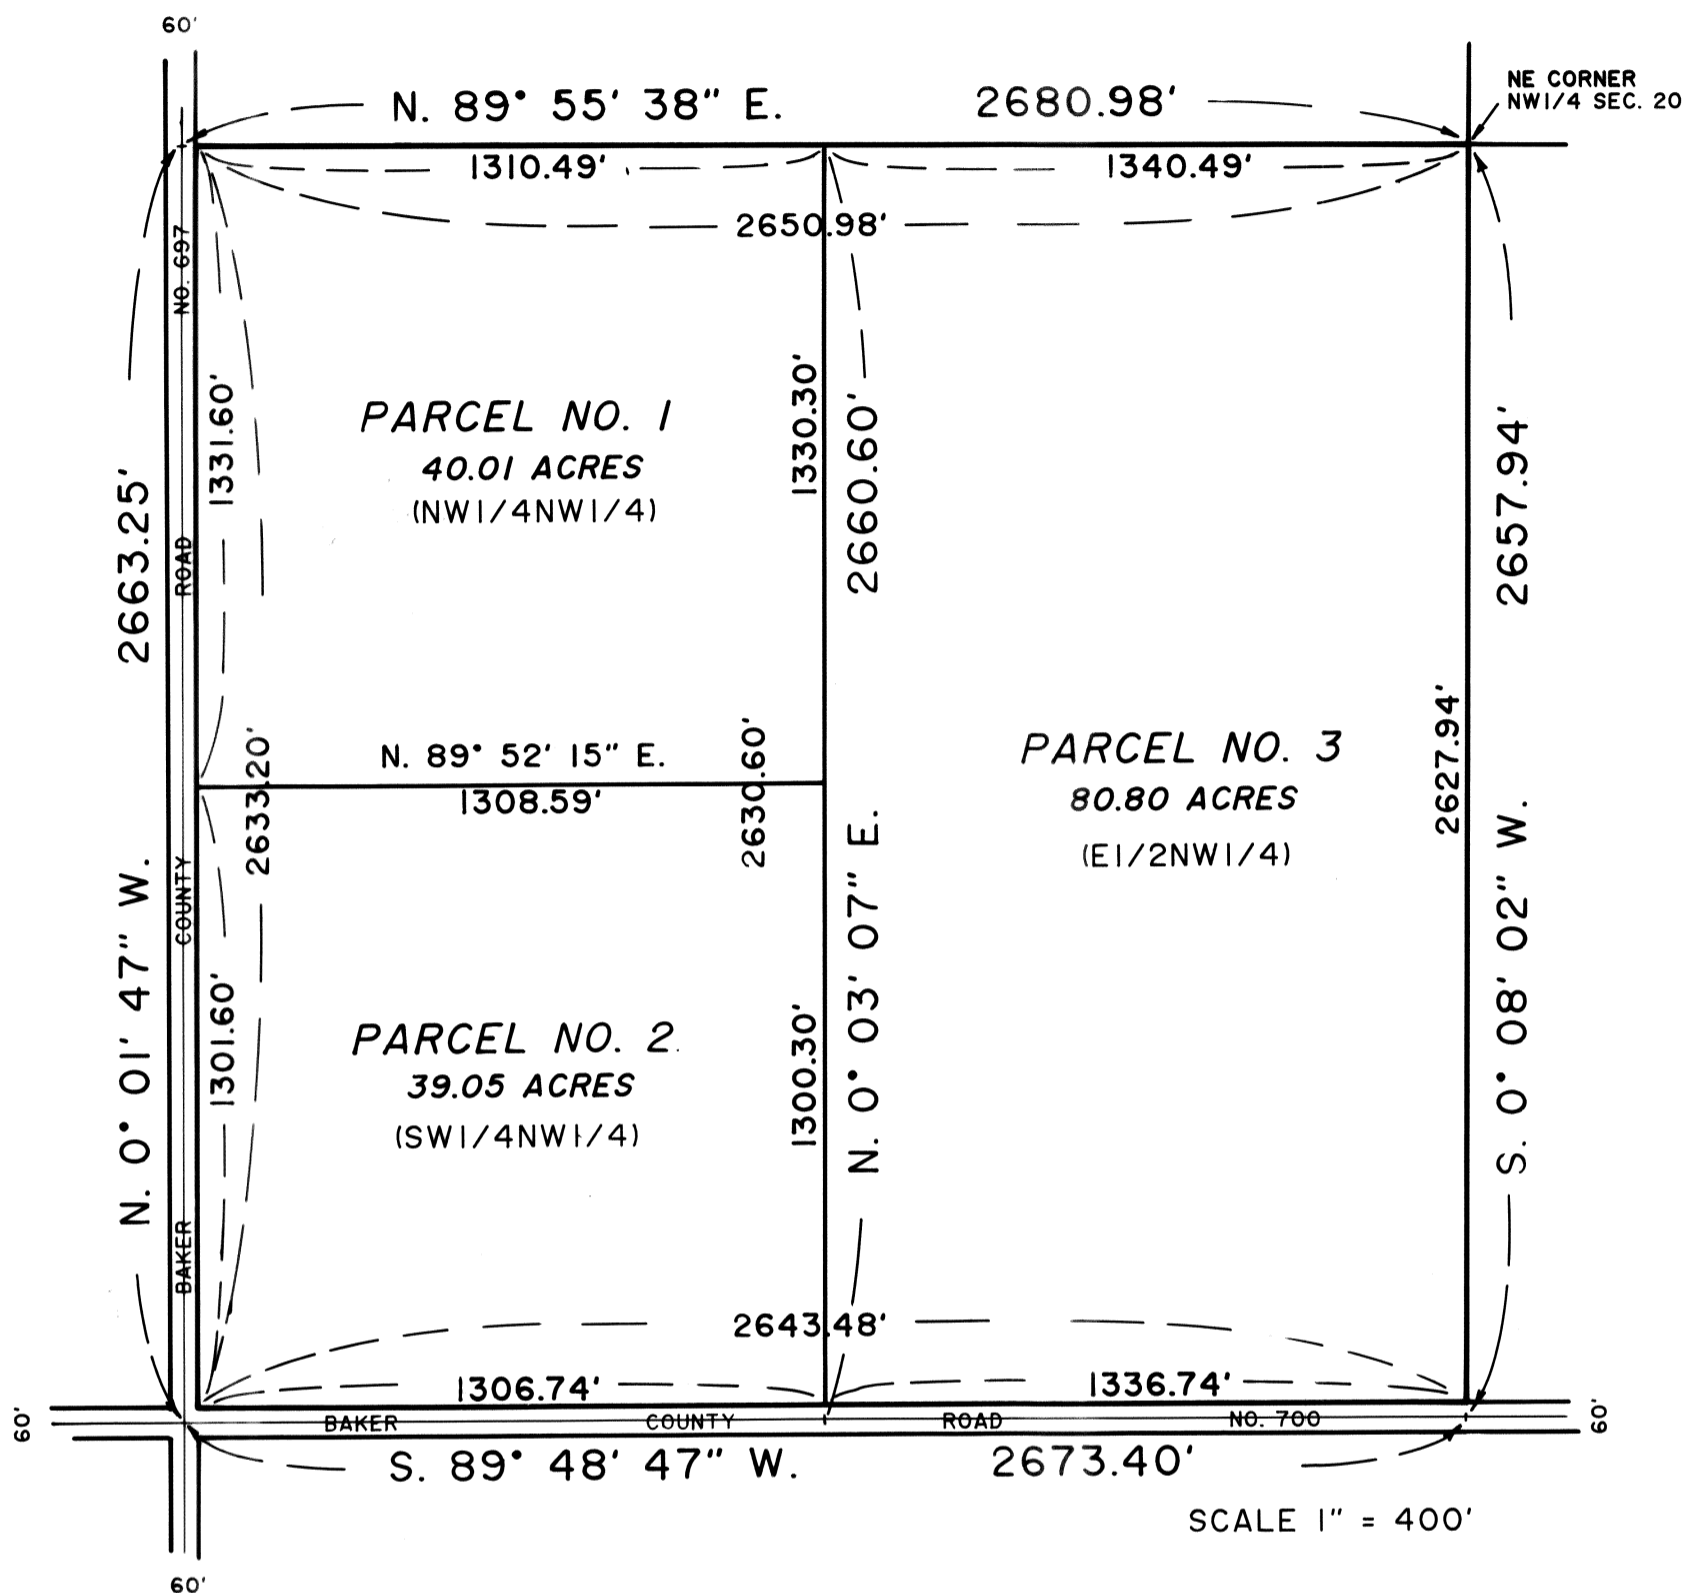 60'
NE CORNER
NW1/4 SEC. 20
N. 89° 55' 38" E. 2680.98'
1310.49' 1340.49'
2650.98'
BAKER COUNTY ROAD NO. 697
N. 0° 01' 47" W. 2663.25'
1331.60'
1330.30'
N. 0° 03' 07" E. 2660.60'
S. 0° 08' 02" W. 2657.94'
PARCEL NO. 1
40.01 ACRES
(NW1/4NW1/4)
2633.20'
N. 89° 52' 15" E.
1308.59'
2630.60'
2627.94'
PARCEL NO. 3
80.80 ACRES
(E1/2NW1/4)
1301.60'
1300.30'
PARCEL NO. 2
39.05 ACRES
(SW1/4NW1/4)
2643.48'
1306.74' 1336.74'
60'
BAKER COUNTY ROAD NO. 700
60'
S. 89° 48' 47" W. 2673.40'
SCALE 1" = 400'
60'